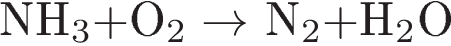 NH₃+O₂ → N₂+H₂O